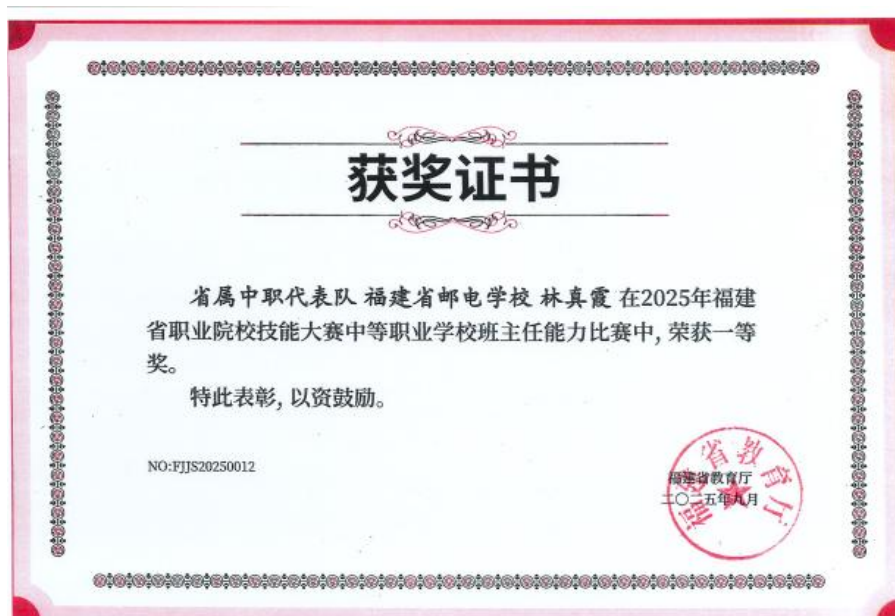 获奖证书
省属中职代表队 福建省邮电学校 林真霞 在2025年福建
省职业院校技能大赛中等职业学校班主任能力比赛中, 荣获一等
奖。
特此表彰, 以资鼓励。
NO:FJJS20250012
福建省教育厅
二〇二五年九月
福建省教育厅